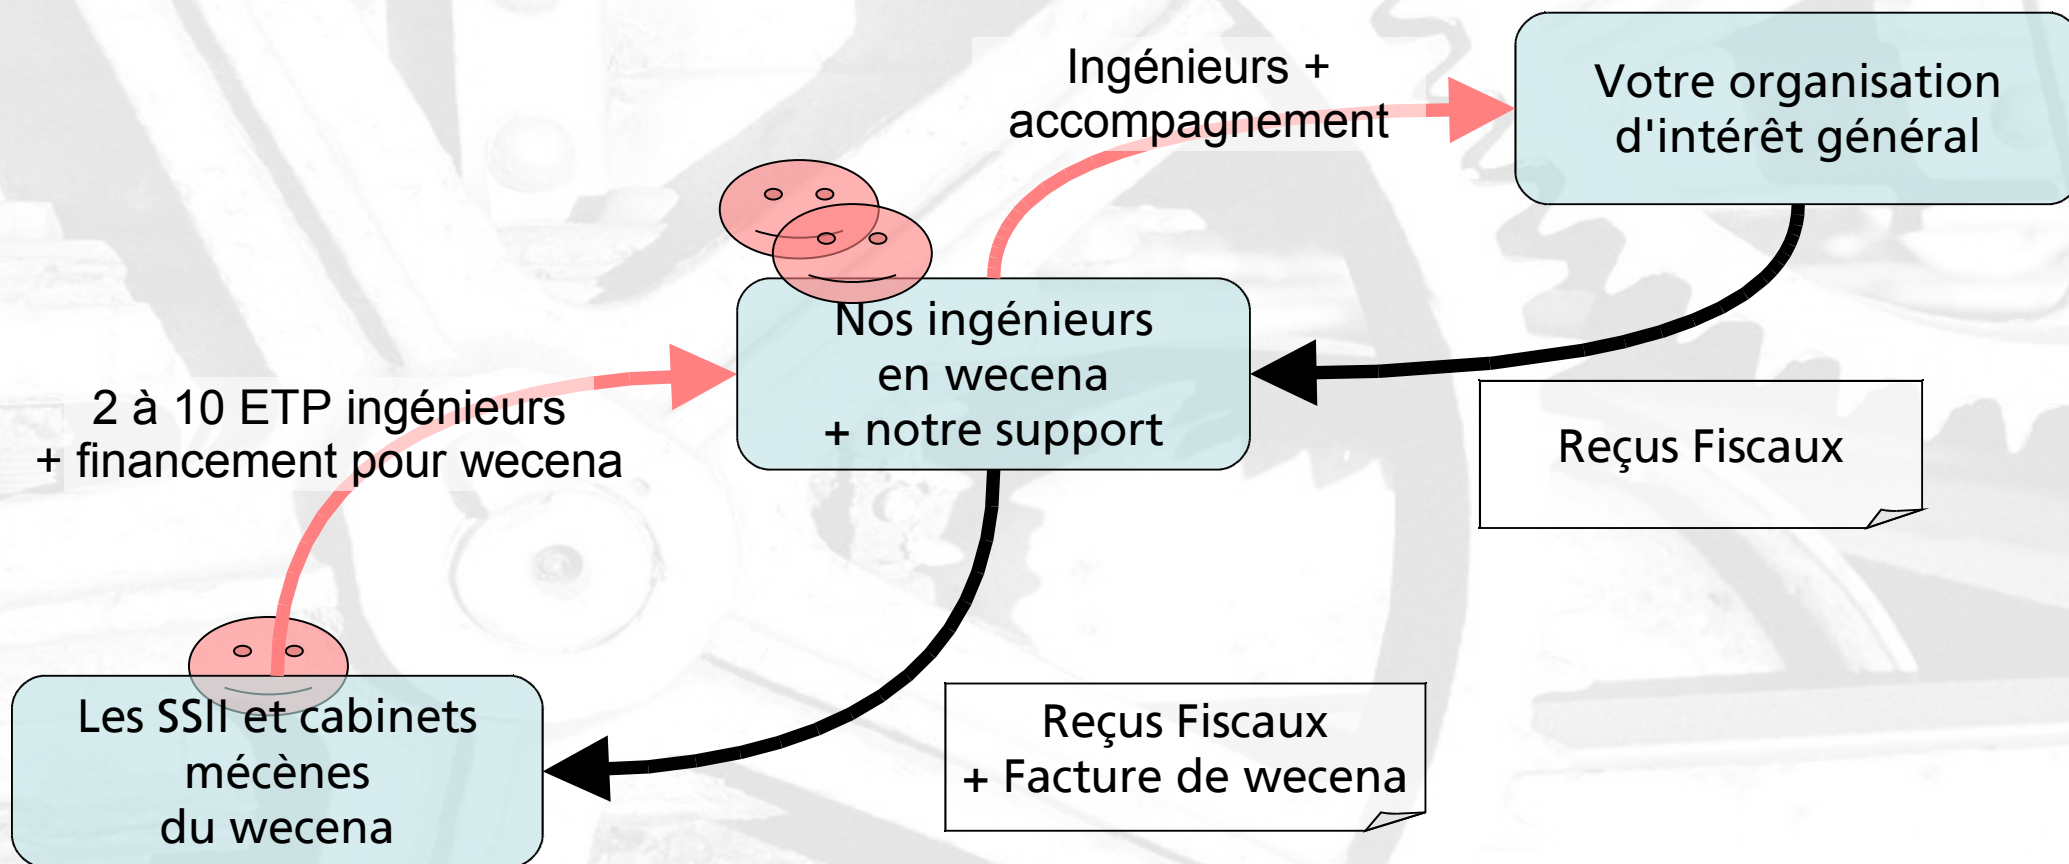 Ingénieurs +
accompagnement
Votre organisation
d'intérêt général
Nos ingénieurs
en wecena
+ notre support
2 à 10 ETP ingénieurs
+ financement pour wecena
Reçus Fiscaux
Les SSII et cabinets
mécènes
du wecena
Reçus Fiscaux
+ Facture de wecena